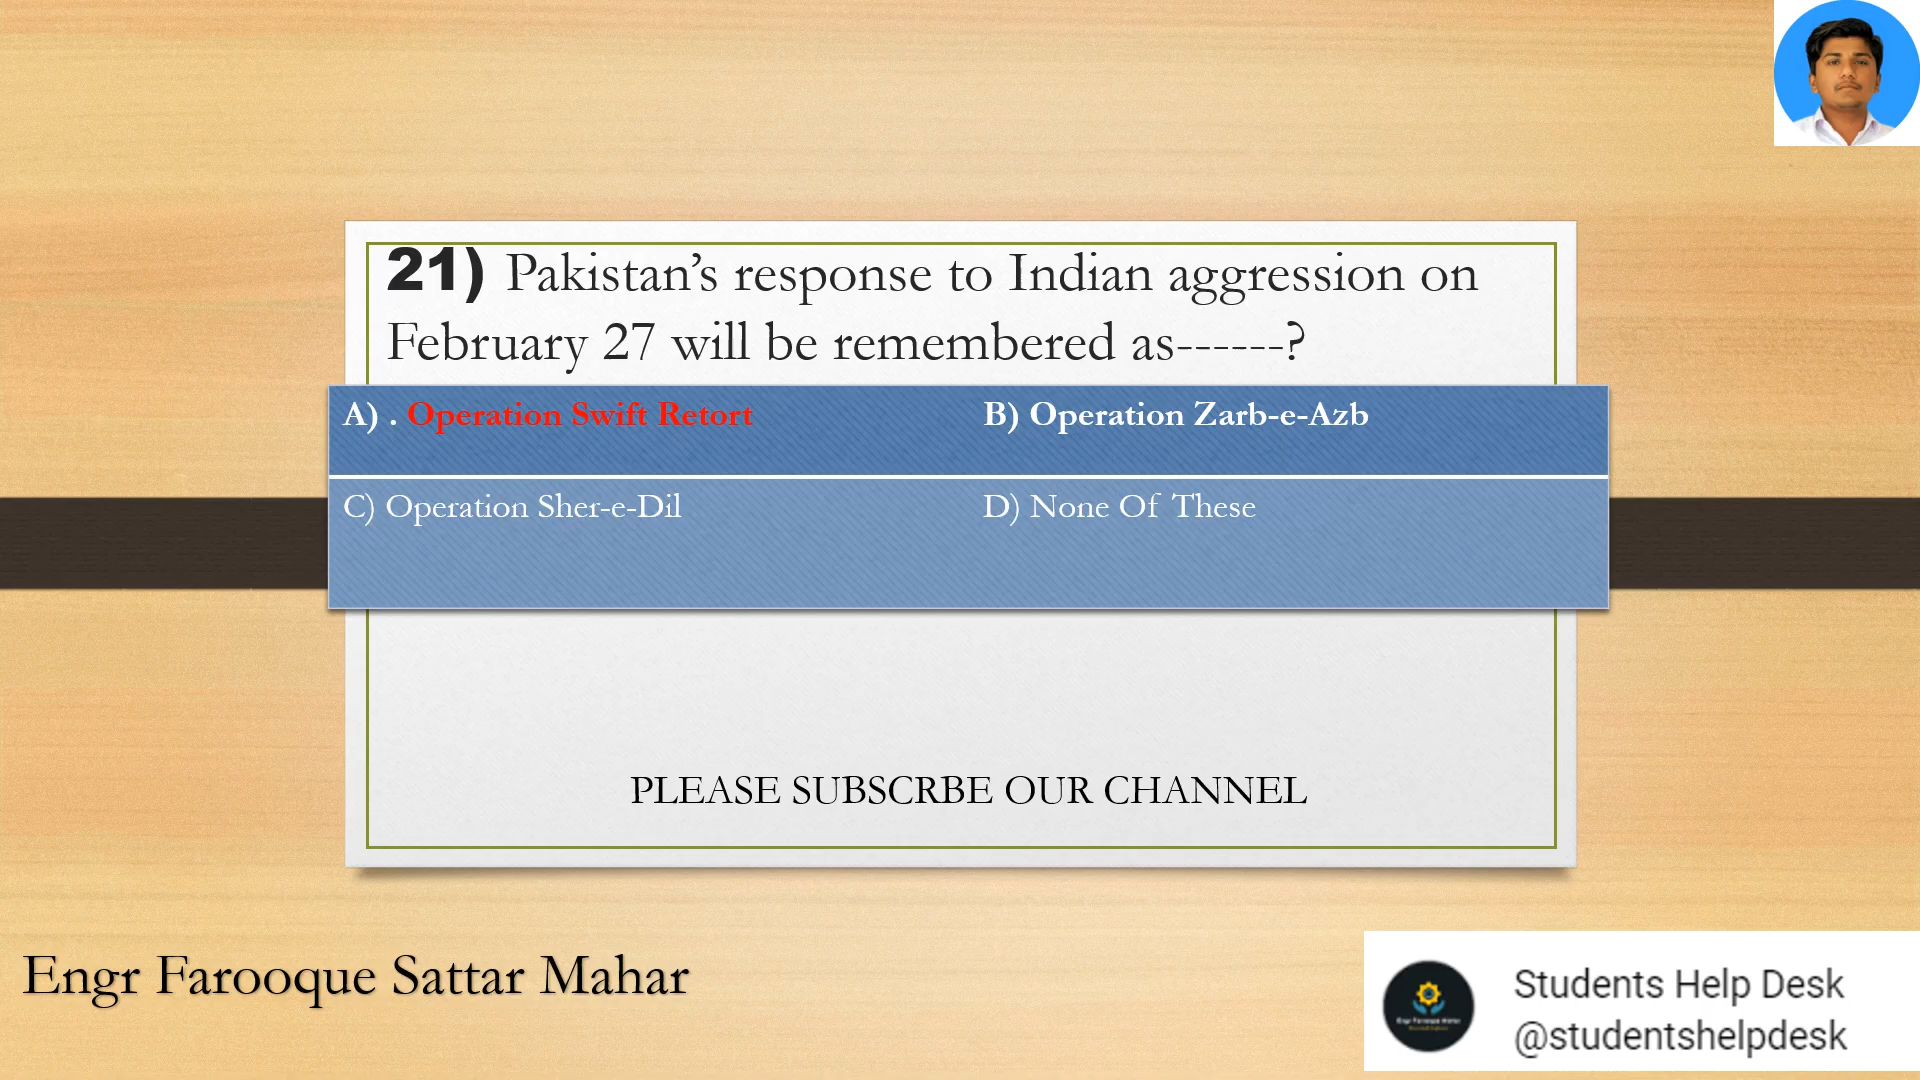 21) Pakistan’s response to Indian aggression on
February 27 will be remembered as------?
A) . Operation Swift Retort
B) Operation Zarb-e-Azb
C) Operation Sher-e-Dil
D) None Of These
PLEASE SUBSCRBE OUR CHANNEL
Engr Farooque Sattar Mahar
Students Help Desk
@studentshelpdesk